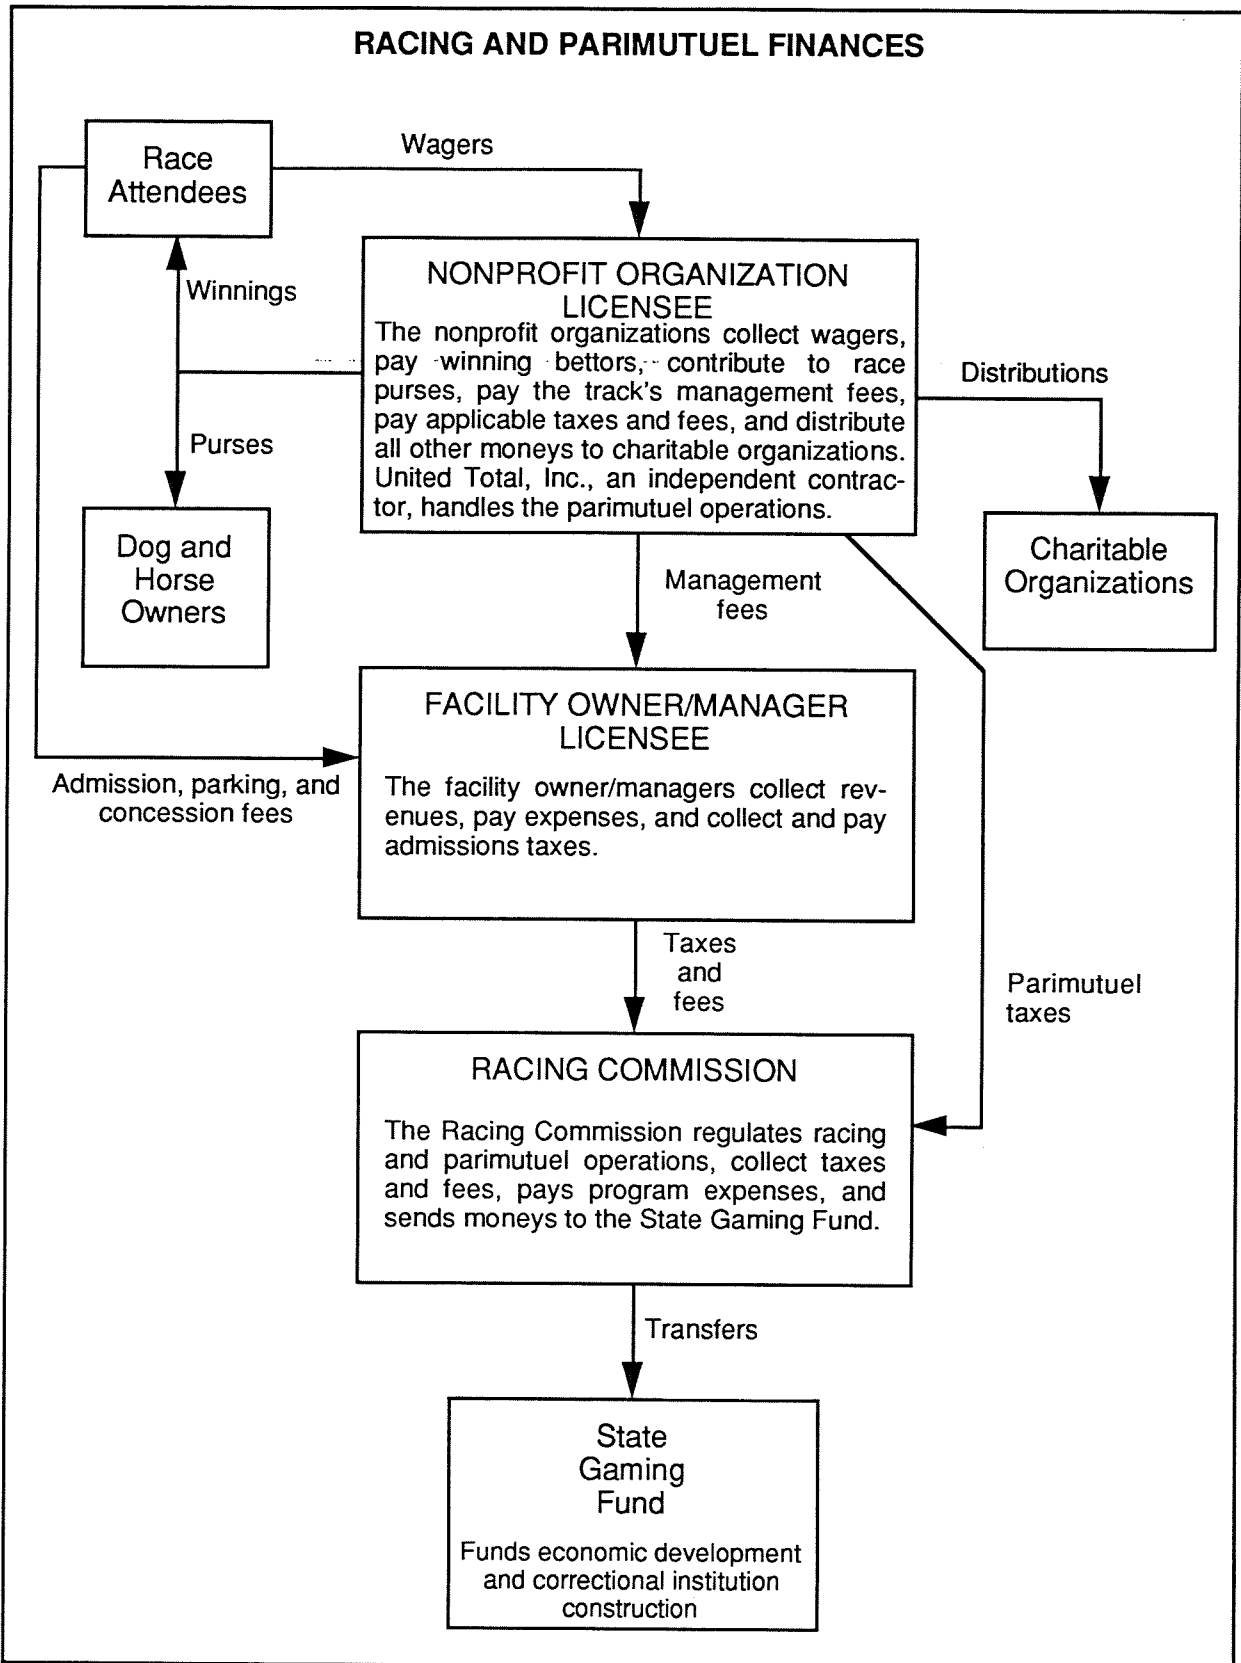 RACING AND PARIMUTUEL FINANCES
Race
Attendees
Wagers
Winnings
NONPROFIT ORGANIZATION
LICENSEE
The nonprofit organizations collect wagers,
pay winning bettors, contribute to race
purses, pay the track's management fees,
pay applicable taxes and fees, and distribute
all other moneys to charitable organizations.
United Total, Inc., an independent contrac-
tor, handles the parimutuel operations.
Distributions
Purses
Dog and
Horse
Owners
Charitable
Organizations
Management
fees
FACILITY OWNER/MANAGER
LICENSEE
The facility owner/managers collect rev-
enues, pay expenses, and collect and pay
admissions taxes.
Admission, parking, and
concession fees
Taxes
and
fees
Parimutuel
taxes
RACING COMMISSION
The Racing Commission regulates racing
and parimutuel operations, collect taxes
and fees, pays program expenses, and
sends moneys to the State Gaming Fund.
Transfers
State
Gaming
Fund
Funds economic development
and correctional institution
construction